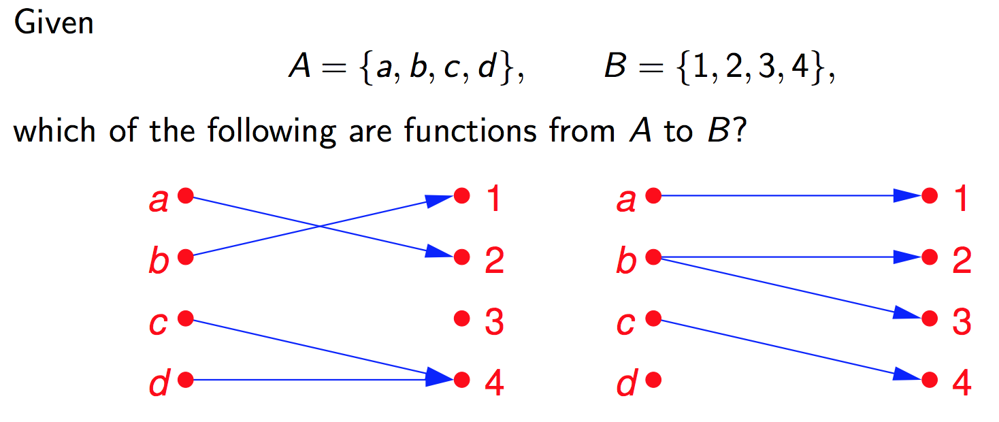 Given
A = {a, b, c, d}, B = {1, 2, 3, 4},
which of the following are functions from A to B?
a 1 a 1
b 2 b 2
c 3 c 3
d 4 d 4